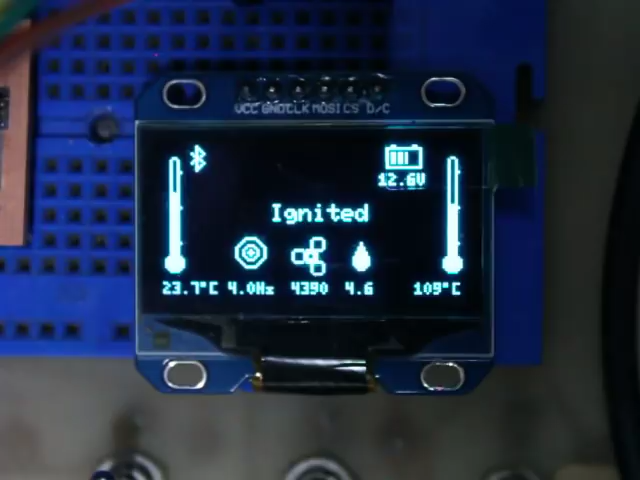 VCC GND CLK MOSI CS D/C
12.6V
Ignited
23.7°C 4.0Hz 4390 4.6 109°C